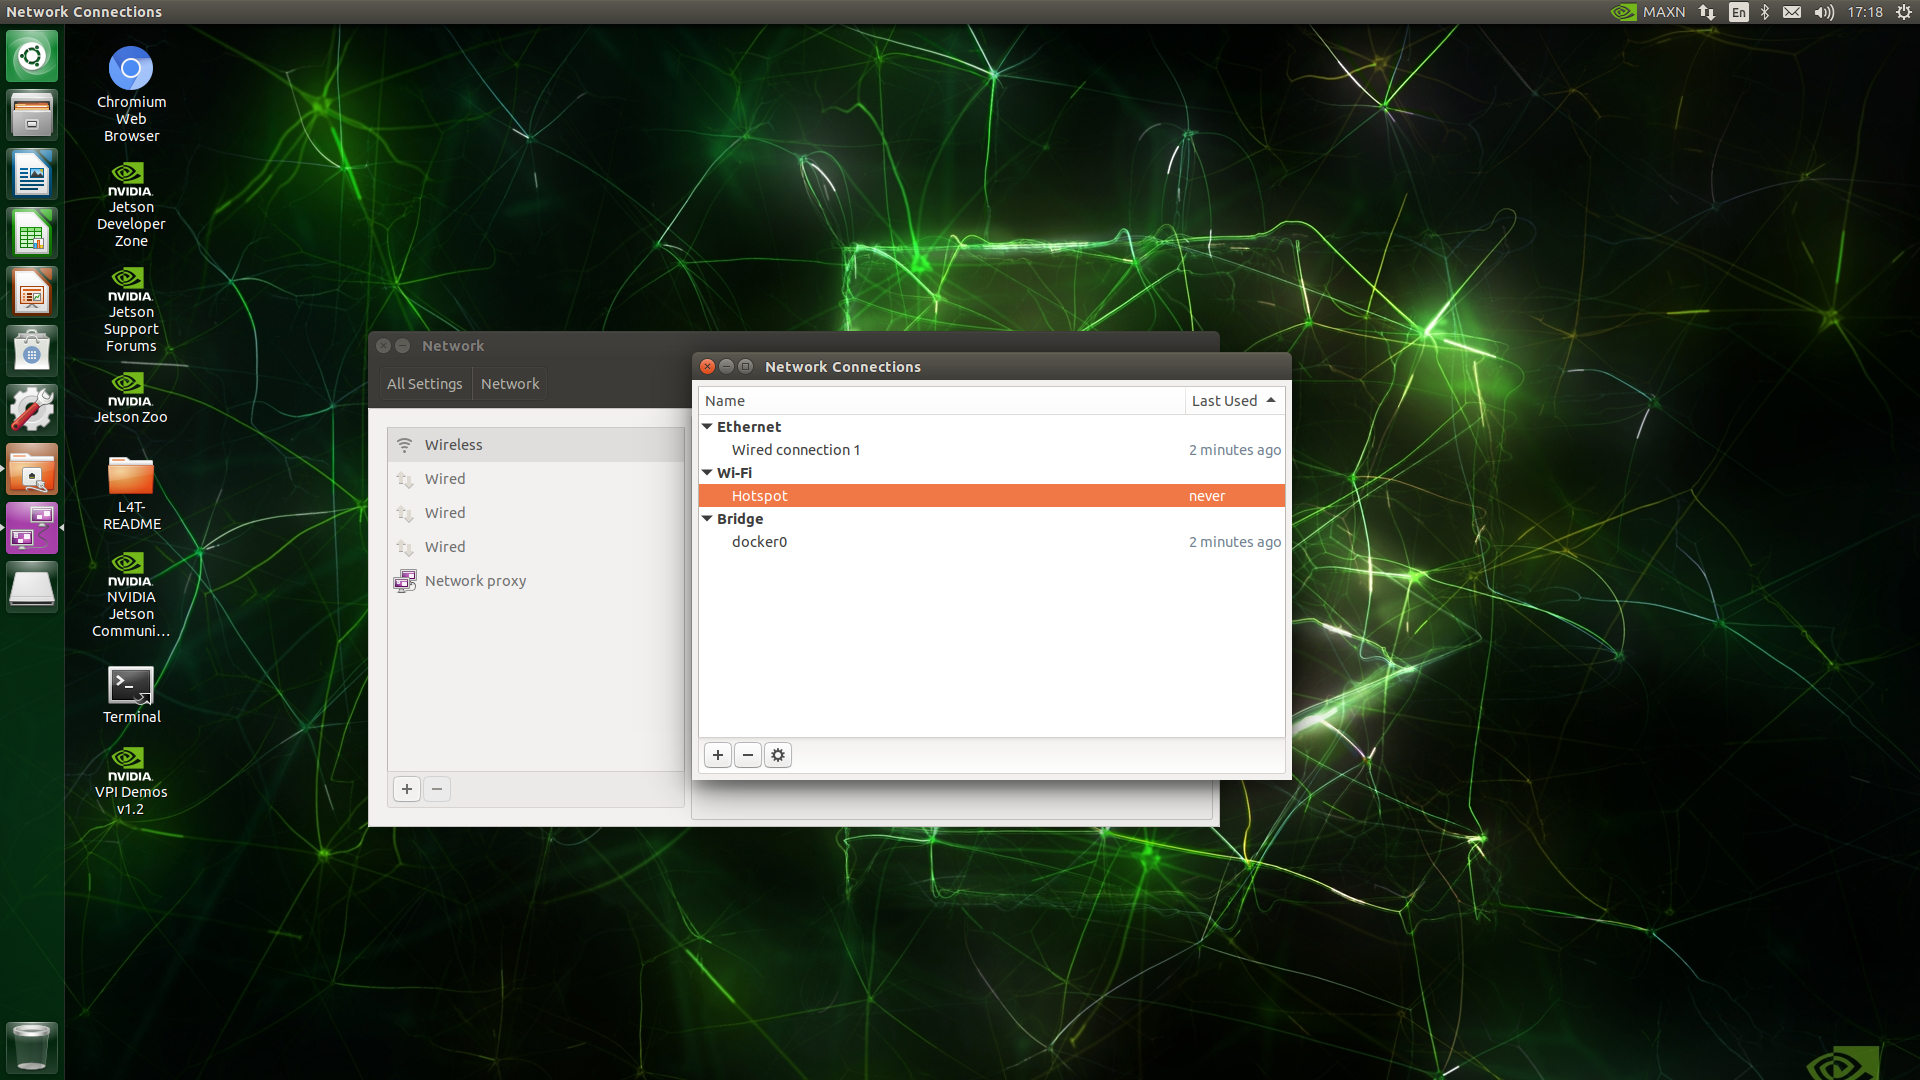 Network Connections
MAXN
En
17:18
Chromium
Web
Browser
NVIDIA.
Jetson
Developer
Zone
NVIDIA.
Jetson
Support
Forums
NVIDIA.
Jetson Zoo
L4T-
README
NVIDIA.
NVIDIA
Jetson
Communi...
>_
Terminal
NVIDIA.
VPI Demos
v1.2
Network
All Settings
Network
Wireless
Wired
Wired
Wired
Network proxy
Network Connections
Name
Last Used
Ethernet
Wired connection 1
2 minutes ago
Wi-Fi
Hotspot
never
Bridge
docker0
2 minutes ago